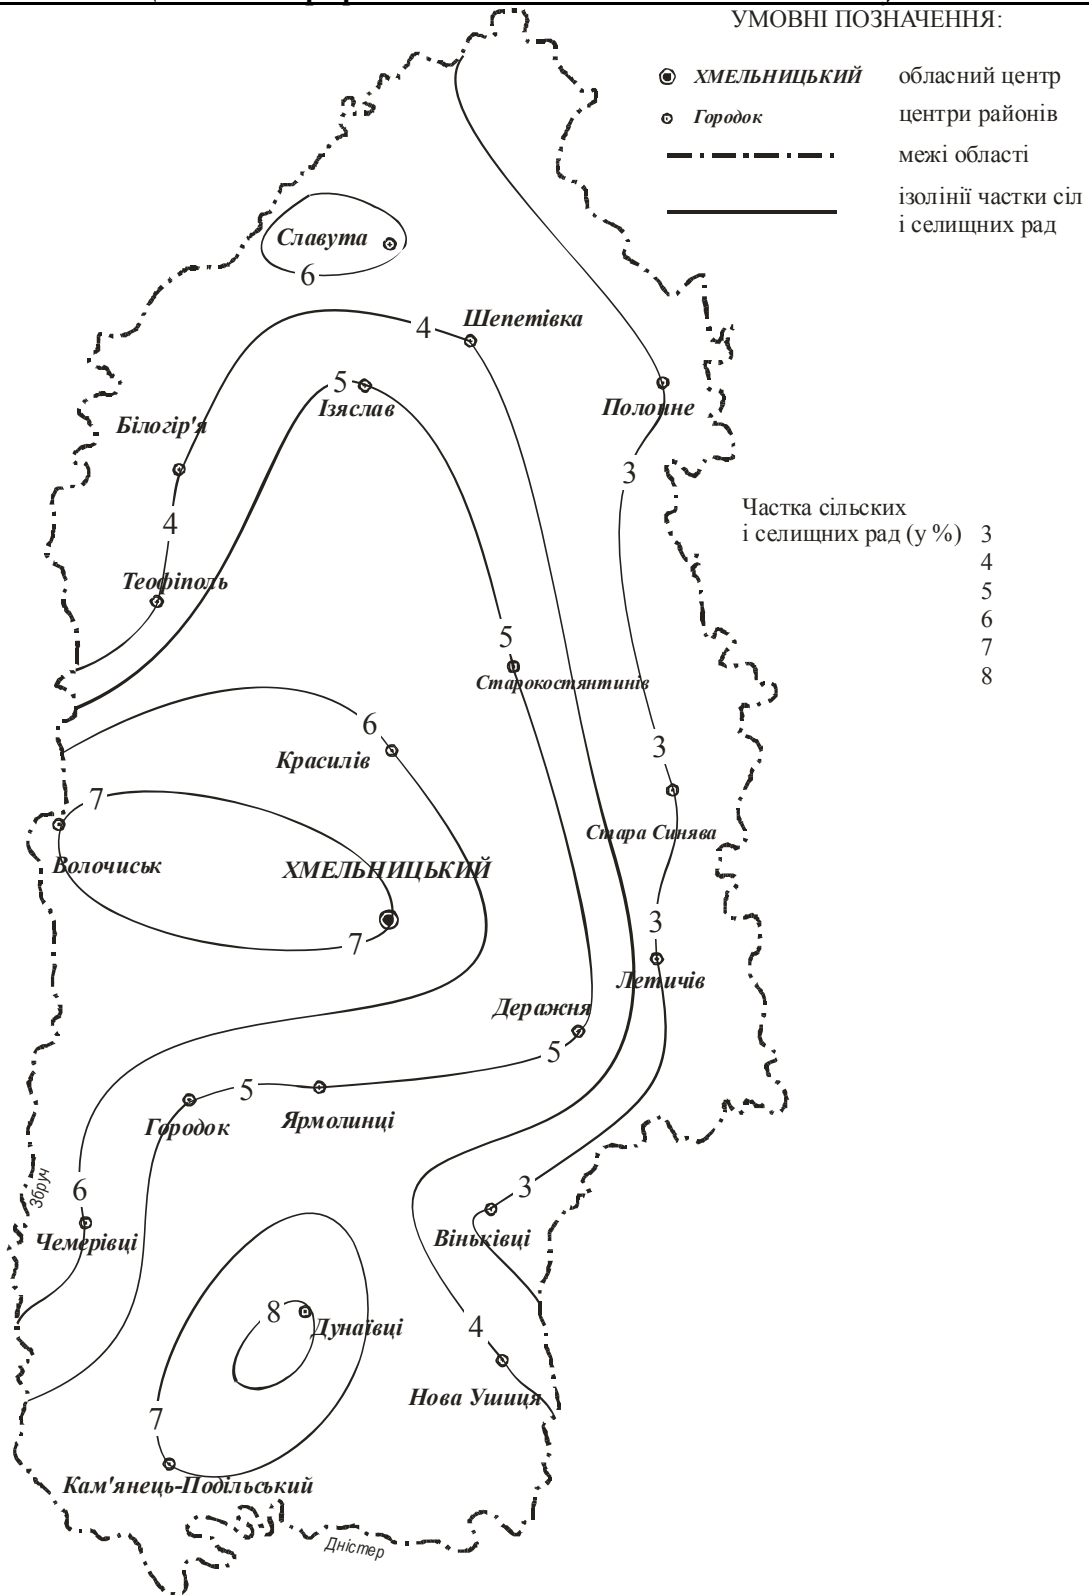 УМОВНІ ПОЗНАЧЕННЯ:
ХМЕЛЬНИЦЬКИЙ обласний центр
Городок центри районів
межі області
ізолінії частки сіл
і селищних рад
Славута
6
4
Шепетівка
5
Ізяслав
Полонне
Білогір'я
3
4
Частка сільских
і селищних рад (у %) 3
4
5
6
7
8
Теофіполь
5
Старокостянтинів
6
3
Красилів
7
Стара Синява
Волочиськ
ХМЕЛЬНИЦЬКИЙ
3
7
Летичів
Деражня
5
5
Городок
Ярмолинці
Збруч
6
3
Чемерівці
Віньківці
8
Дунаївці
4
Нова Ушиця
7
Кам'янець-Подільський
Дністер